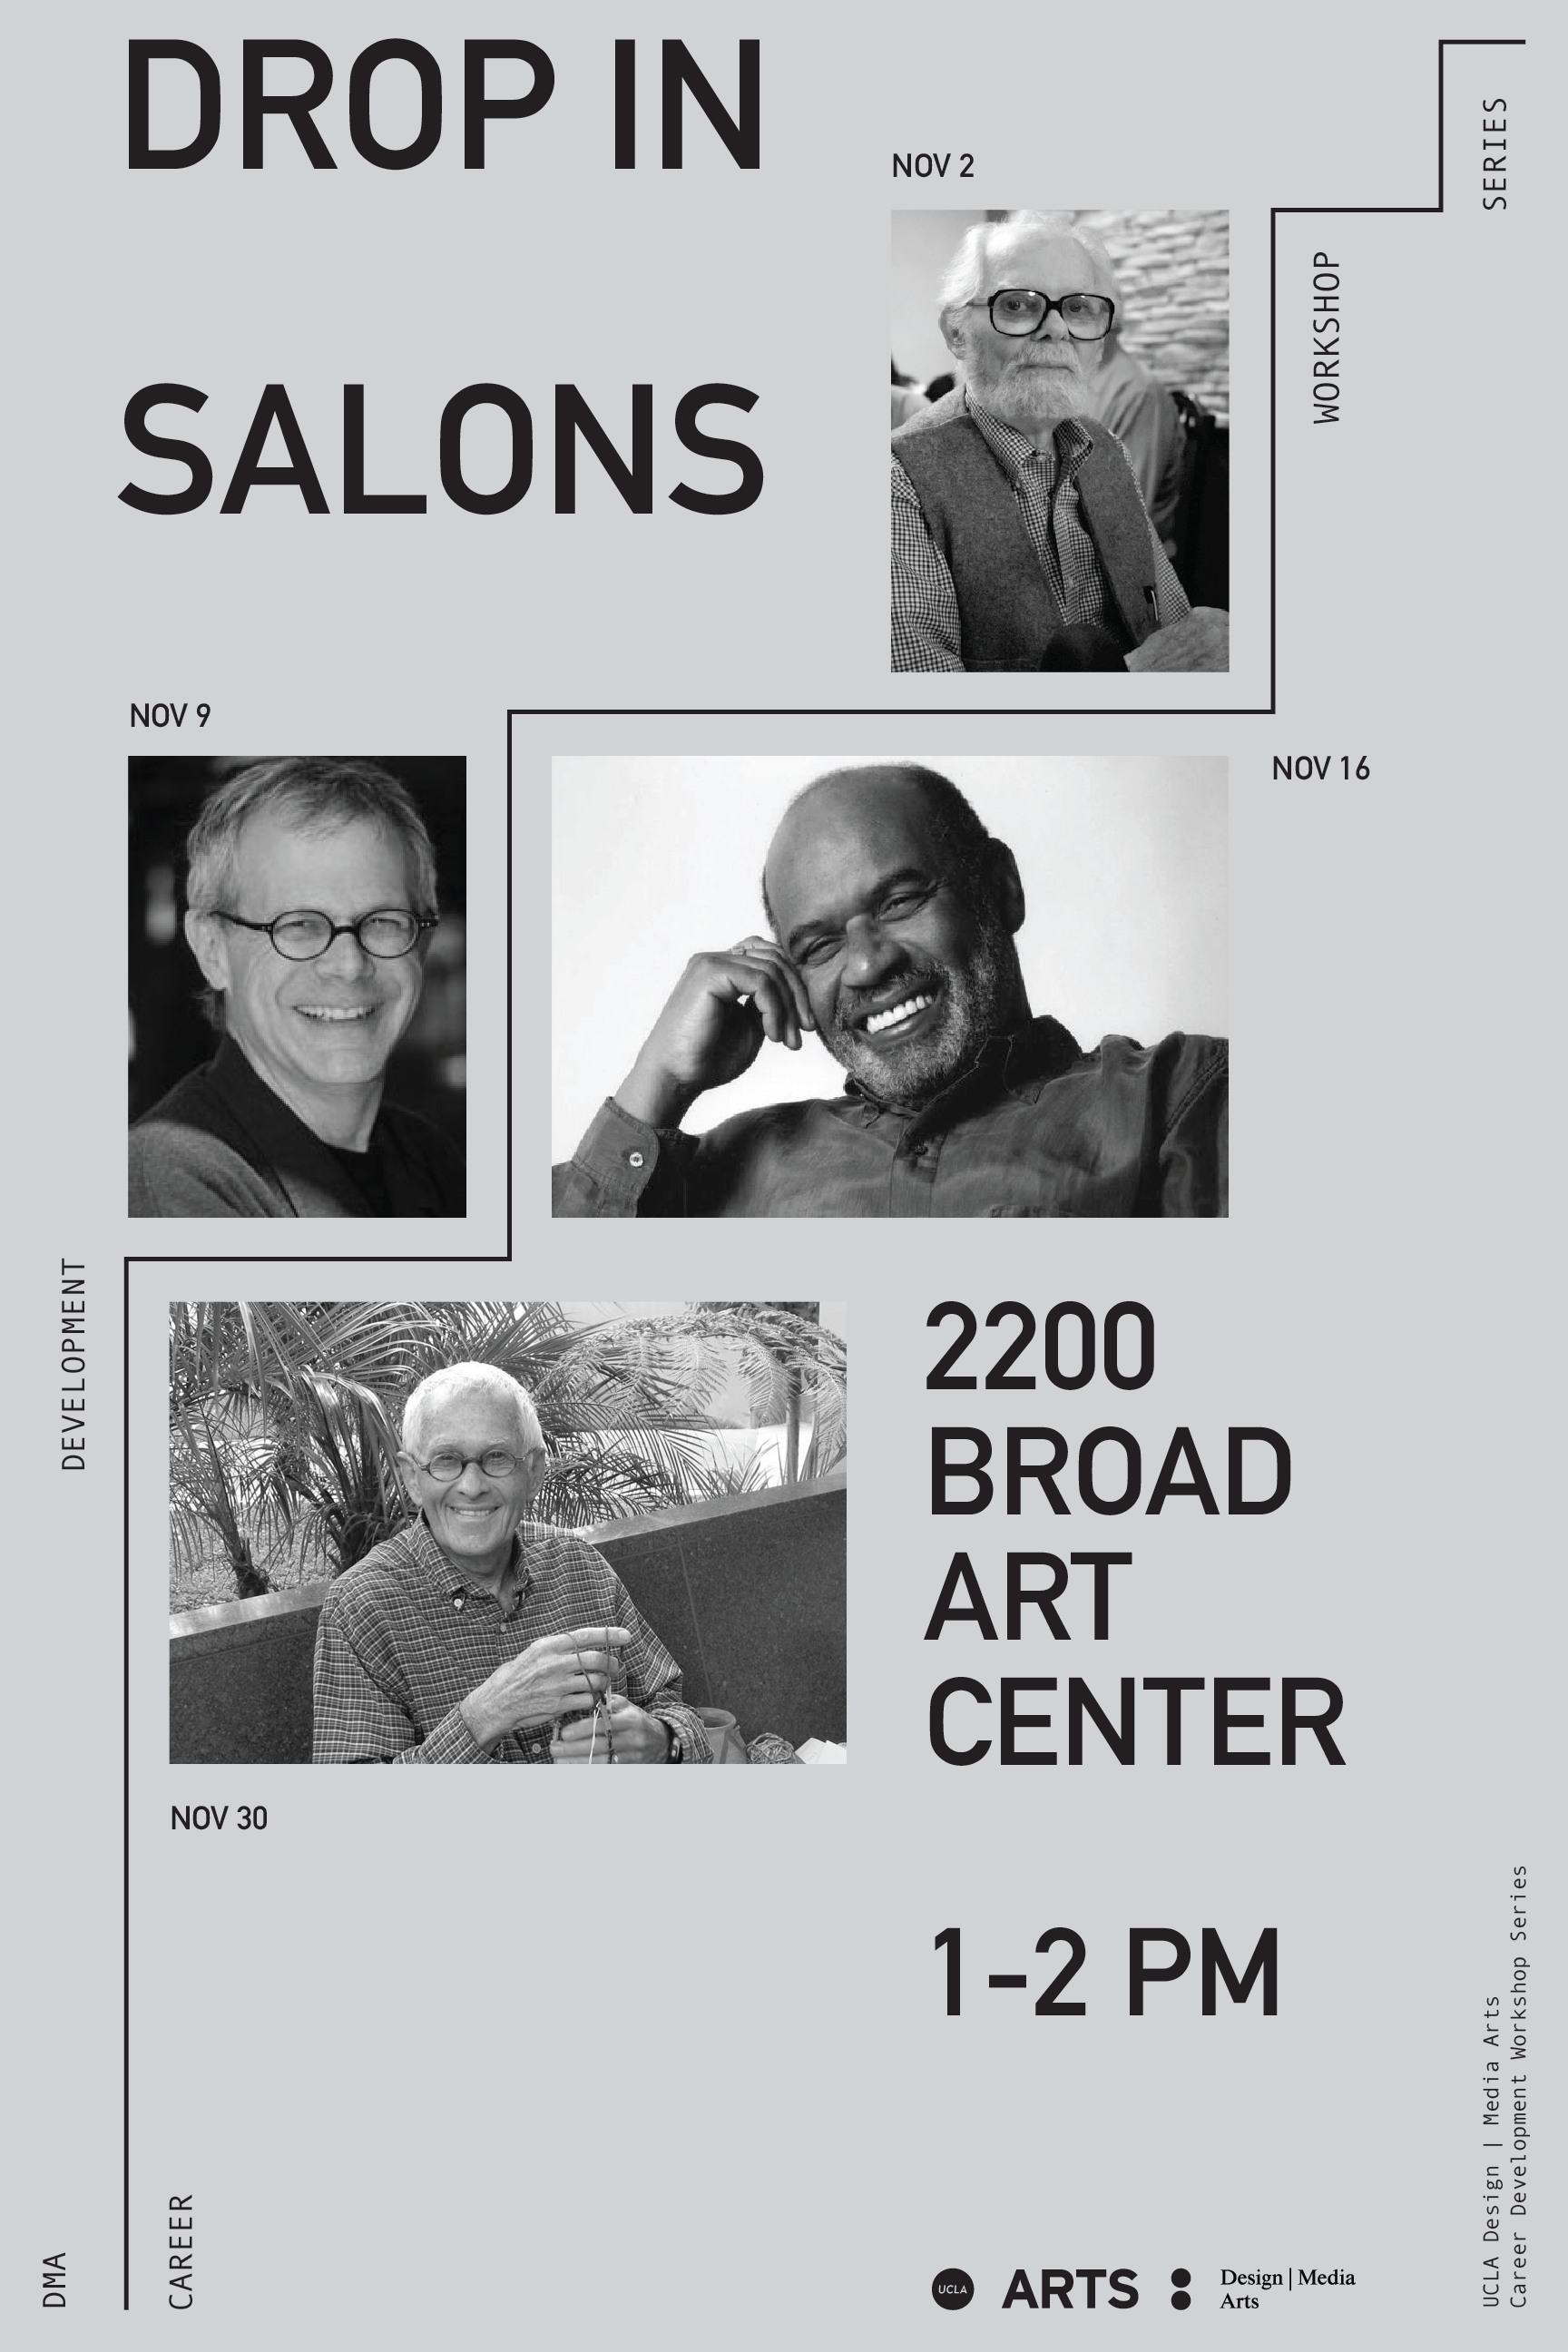 DROP IN
SALONS
NOV 2
SERIES
WORKSHOP
NOV 9
NOV 16
DEVELOPMENT
2200
BROAD
ART
CENTER
NOV 30
1-2 PM
DMA
CAREER
UCLA
ARTS
Design | Media
Arts
UCLA Design | Media Arts
Career Development Workshop Series